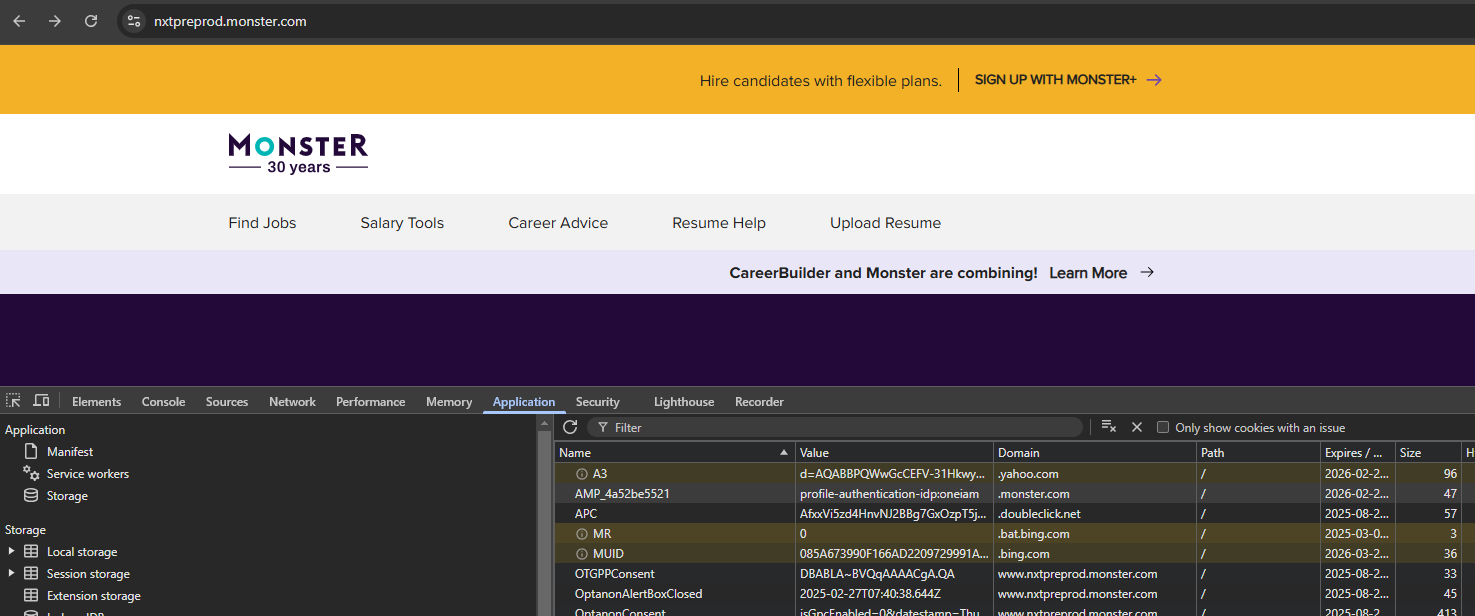 nxtpreprod.monster.com
Hire candidates with flexible plans. SIGN UP WITH MONSTER+
MONSTER
30 years
Find Jobs Salary Tools Career Advice Resume Help Upload Resume
CareerBuilder and Monster are combining! Learn More
Elements Console Sources Network Performance Memory Application Security Lighthouse Recorder
Application
Manifest
Service workers
Storage
Storage
Local storage
Session storage
Extension storage
Filter Only show cookies with an issue
Name Value Domain Path Expires / ... Size H
A3 d=AQABBPQWwGcCEFV-31Hkwy... .yahoo.com / 2026-02-2... 96
AMP_4a52be5521 profile-authentication-idp:oneiam .monster.com / 2026-02-2... 47
APC AfxxVi5zd4HnvNJ2BBg7GxOzpT5j... .doubleclick.net / 2025-08-2... 57
MR 0 .bat.bing.com / 2025-03-0... 3
MUID 085A673990F166AD2209729991A... .bing.com / 2026-03-2... 36
OTGPPConsent DBABLA~BVQqAAAACgA.QA www.nxtpreprod.monster.com / 2025-08-2... 33
OptanonAlertBoxClosed 2025-02-27T07:40:38.644Z www.nxtpreprod.monster.com / 2025-08-2... 45
OptanonConsent isGpcEnabled=0&datestamp=Thu... www.nxtpreprod.monster.com / 2025-08-2... 413